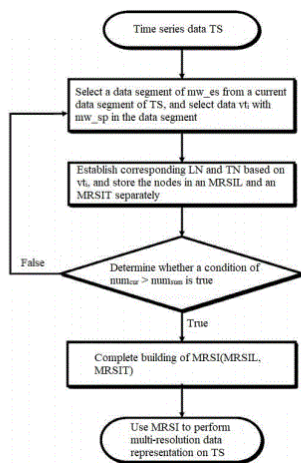 Time series data TS
Select a data segment of mw_es from a current
data segment of TS, and select data vtᵢ with
mw_sp in the data segment
Establish corresponding LN and TN based on
vtᵢ, and store the nodes in an MRSIL and an
MRSIT separately
False
Determine whether a condition of
num_cur > num_sum is true
True
Complete building of MRSI(MRSIL,
MRSIT)
Use MRSI to perform
multi-resolution data
representation on TS